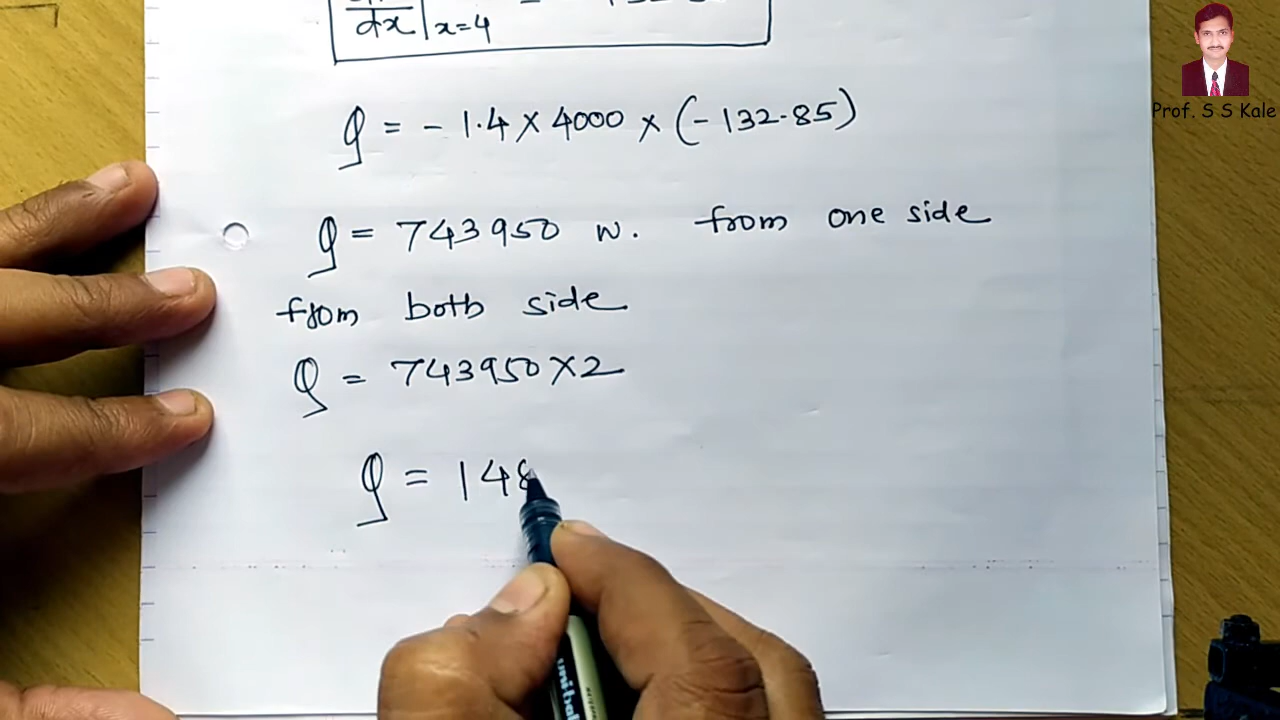 dx |x=4
Q = - 1.4 × 4000 × (-132.85)
Q = 743950 W. from one side
from both side
Q = 743950 × 2
Q = 148
Prof. S S Kale
uniball